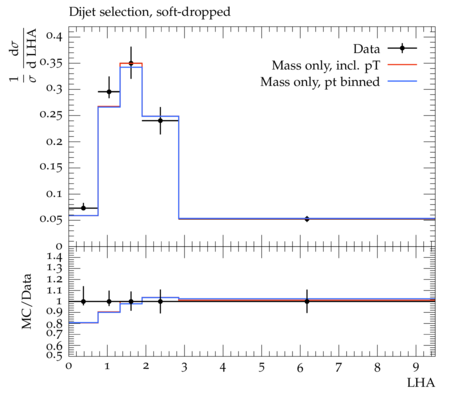 Dijet selection, soft-dropped
1/σ dσ/d LHA
0.4
0.35
0.3
0.25
0.2
0.15
0.1
0.05
0
Data
Mass only, incl. pT
Mass only, pt binned
MC/Data
1.4
1.3
1.2
1.1
1
0.9
0.8
0.7
0.6
0.5
0 1 2 3 4 5 6 7 8 9
LHA